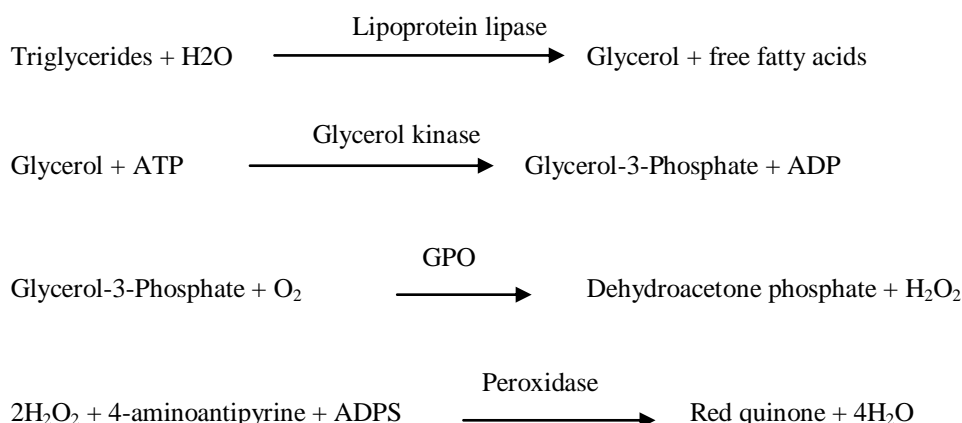 Lipoprotein lipase
Triglycerides + H2O Glycerol + free fatty acids
Glycerol kinase
Glycerol + ATP Glycerol-3-Phosphate + ADP
GPO
Glycerol-3-Phosphate + O₂ Dehydroacetone phosphate + H₂O₂
Peroxidase
2H₂O₂ + 4-aminoantipyrine + ADPS Red quinone + 4H₂O